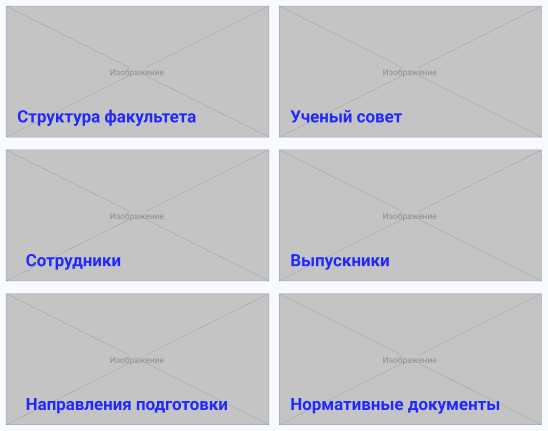 Изображение
Изображение
Структура факультета
Ученый совет
Изображение
Изображение
Сотрудники
Выпускники
Изображение
Изображение
Направления подготовки
Нормативные документы